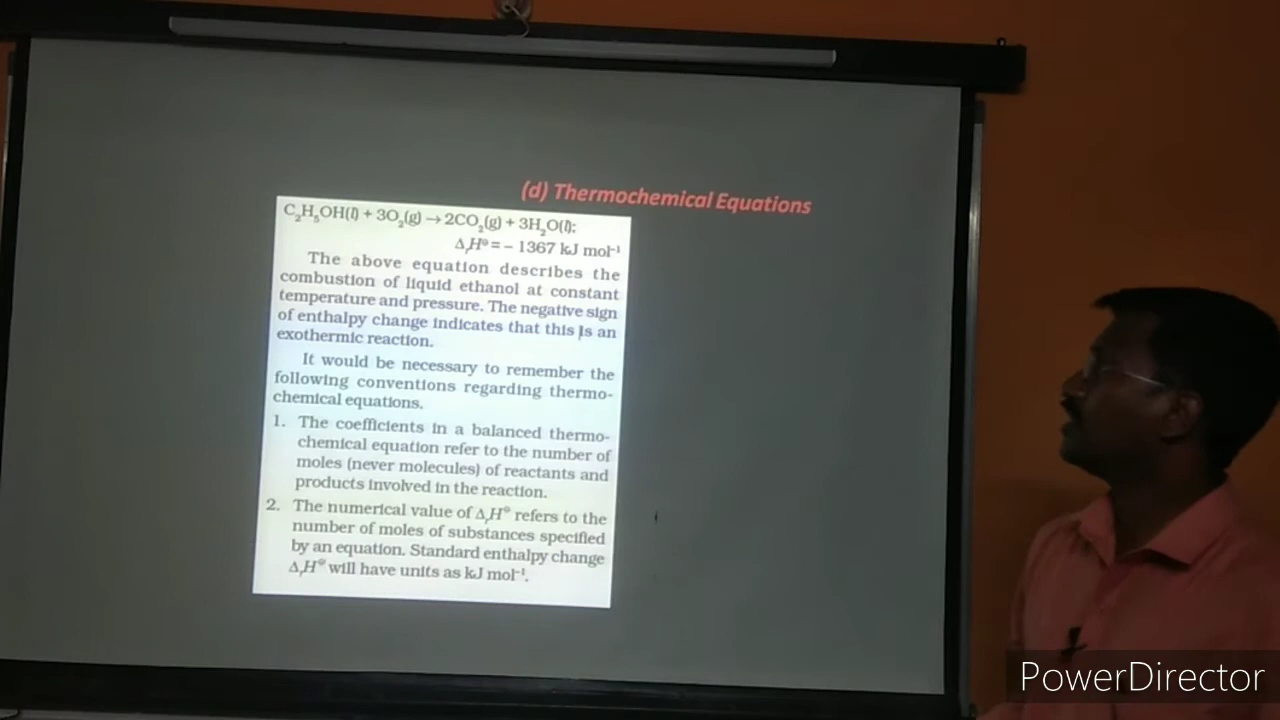 (d) Thermochemical Equations
C₂H₅OH(l) + 3O₂(g) → 2CO₂(g) + 3H₂O(l);
ΔᵣH⊖ = – 1367 kJ mol⁻¹
The above equation describes the
combustion of liquid ethanol at constant
temperature and pressure. The negative sign
of enthalpy change indicates that this is an
exothermic reaction.
It would be necessary to remember the
following conventions regarding thermo-
chemical equations.
1. The coefficients in a balanced thermo-
chemical equation refer to the number of
moles (never molecules) of reactants and
products involved in the reaction.
2. The numerical value of ΔᵣH⊖ refers to the
number of moles of substances specified
by an equation. Standard enthalpy change
ΔᵣH⊖ will have units as kJ mol⁻¹.
PowerDirector